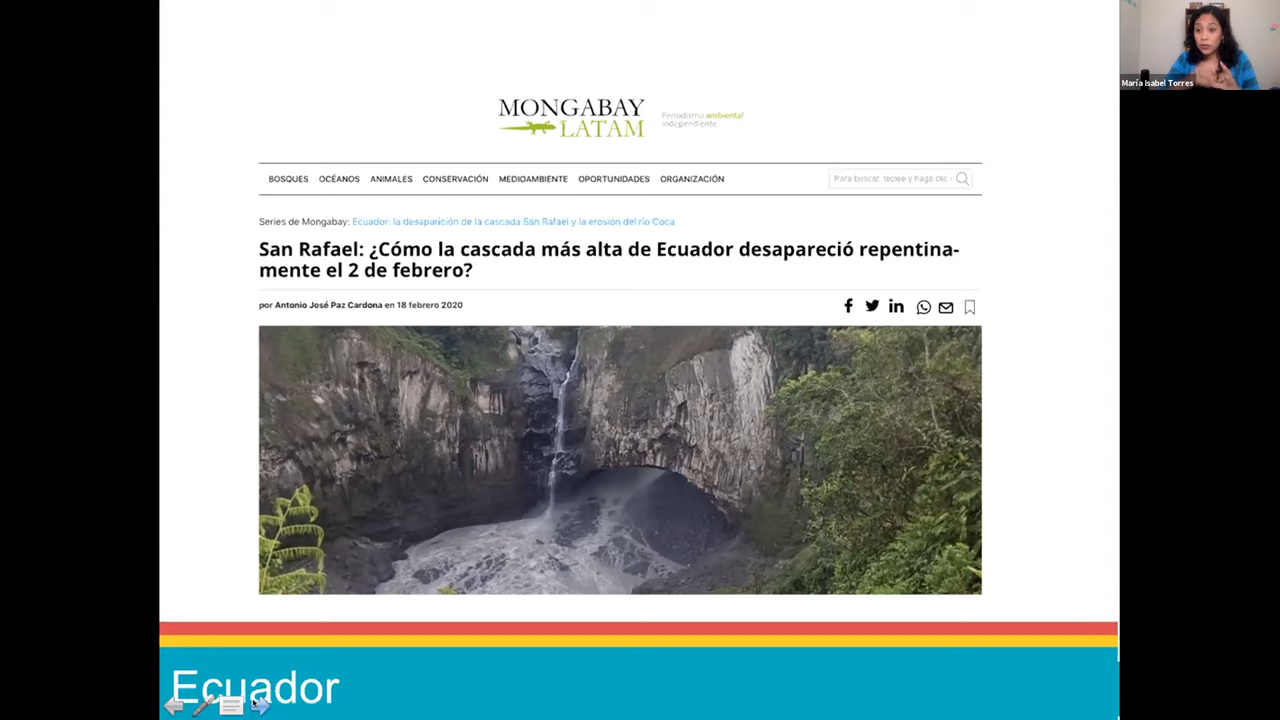 MONGABAY
LATAM
Periodismo ambiental
independiente
BOSQUES OCÉANOS ANIMALES CONSERVACIÓN MEDIOAMBIENTE OPORTUNIDADES ORGANIZACIÓN
Para buscar, teclee y haga clic
Series de Mongabay: Ecuador: la desaparición de la cascada San Rafael y la erosión del río Coca
San Rafael: ¿Cómo la cascada más alta de Ecuador desapareció repentina-
mente el 2 de febrero?
por Antonio José Paz Cardona en 18 febrero 2020
Ecuador
María Isabel Torres